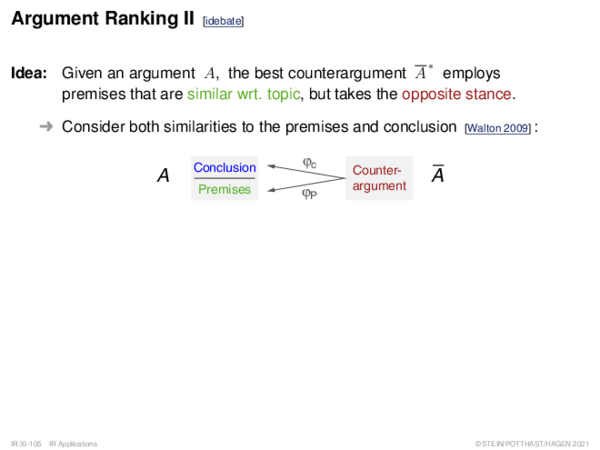 Argument Ranking II [idebate]
Idea: Given an argument A, the best counterargument A̅* employs
premises that are similar wrt. topic, but takes the opposite stance.
➜ Consider both similarities to the premises and conclusion [Walton 2009] :
A Conclusion φC Counter- A̅
Premises φP argument
IR:XI-105 IR Applications ©STEIN/POTTHAST/HAGEN 2021